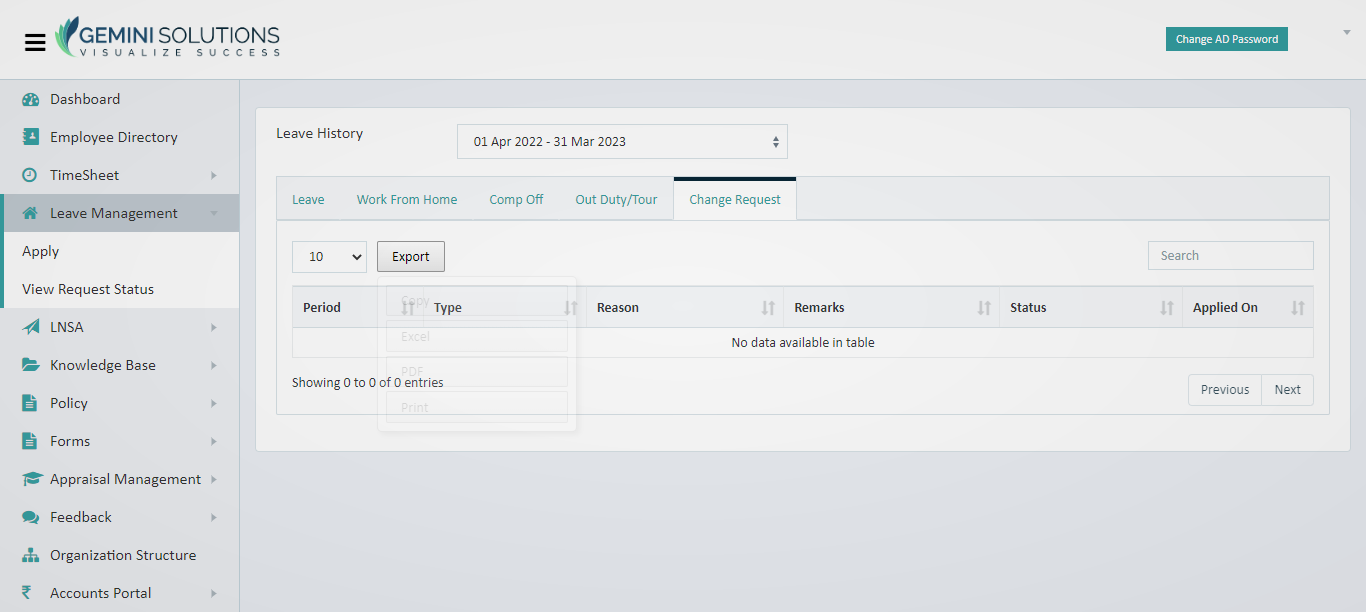 GEMINI SOLUTIONS
VISUALIZE SUCCESS
Change AD Password
Dashboard
Employee Directory
TimeSheet
Leave Management
Apply
View Request Status
LNSA
Knowledge Base
Policy
Forms
Appraisal Management
Feedback
Organization Structure
Accounts Portal
Leave History
01 Apr 2022 - 31 Mar 2023
Leave Work From Home Comp Off Out Duty/Tour Change Request
10 Export Search
Copy
Excel
PDF
Print
Period Type Reason Remarks Status Applied On
No data available in table
Showing 0 to 0 of 0 entries
Previous Next